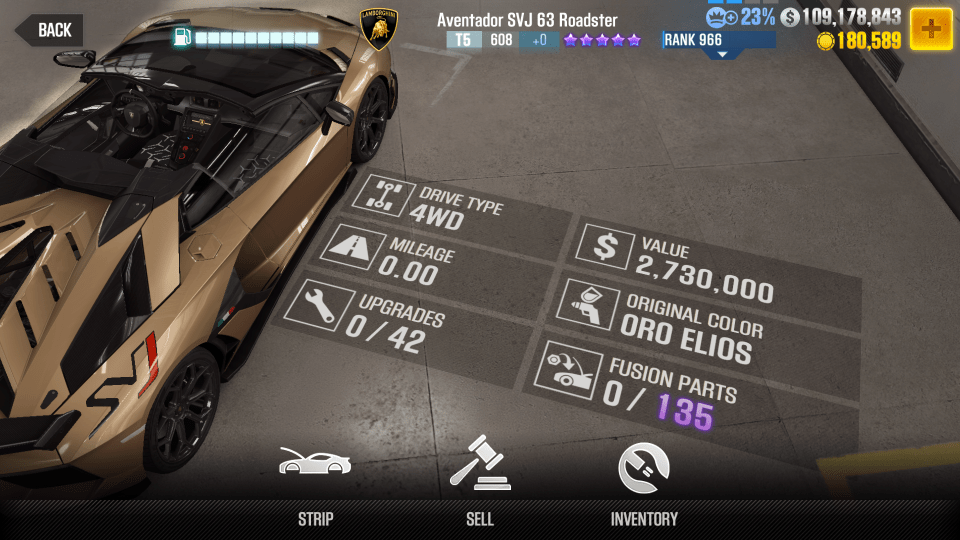 BACK
LAMBORGHINI
Aventador SVJ 63 Roadster
T5 608 +0
23%
109,178,843
RANK 966
180,589
DRIVE TYPE
4WD
MILEAGE
0.00
UPGRADES
0 / 42
VALUE
2,730,000
ORIGINAL COLOR
ORO ELIOS
FUSION PARTS
0 / 135
SVJ
STRIP
SELL
INVENTORY